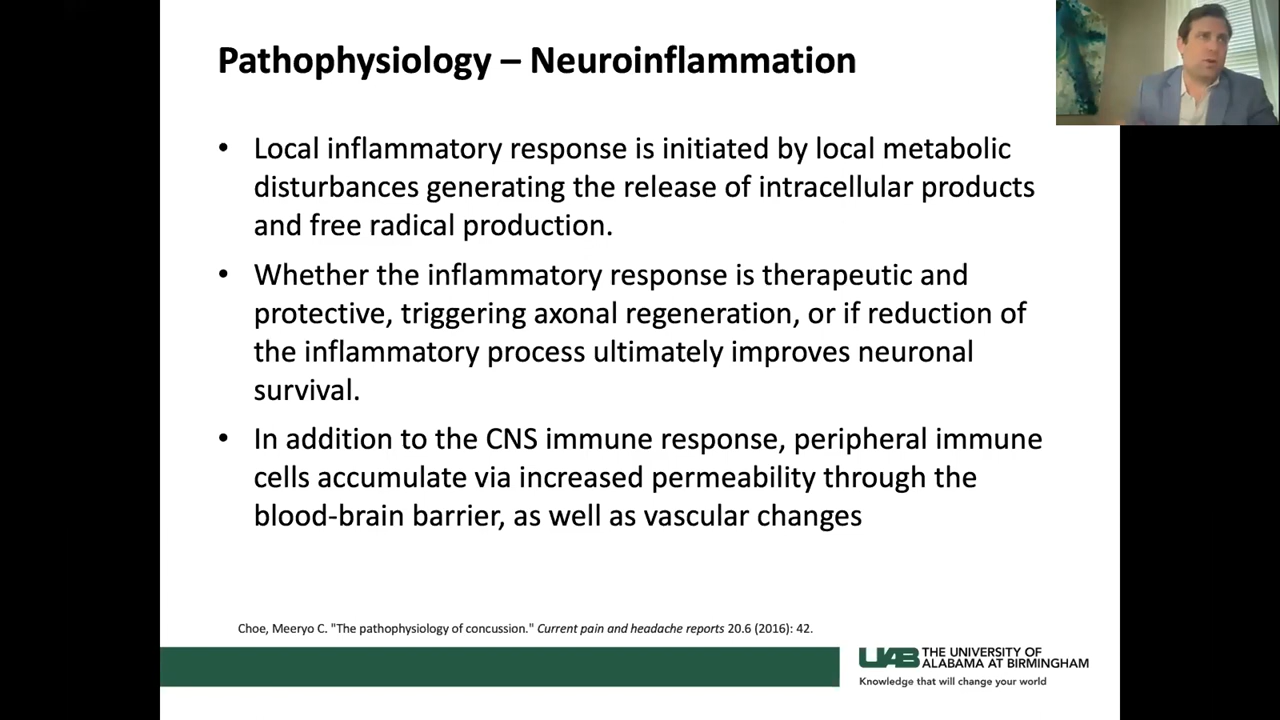 Pathophysiology – Neuroinflammation
• Local inflammatory response is initiated by local metabolic
disturbances generating the release of intracellular products
and free radical production.
• Whether the inflammatory response is therapeutic and
protective, triggering axonal regeneration, or if reduction of
the inflammatory process ultimately improves neuronal
survival.
• In addition to the CNS immune response, peripheral immune
cells accumulate via increased permeability through the
blood-brain barrier, as well as vascular changes
Choe, Meeryo C. "The pathophysiology of concussion." Current pain and headache reports 20.6 (2016): 42.
UAB THE UNIVERSITY OF
ALABAMA AT BIRMINGHAM
Knowledge that will change your world